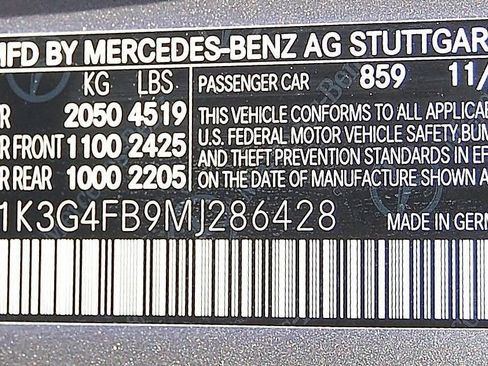 MFD BY MERCEDES-BENZ AG STUTTGAR
KG LBS PASSENGER CAR 859 11/
R 2050 4519 THIS VEHICLE CONFORMS TO ALL APPLICAB
R FRONT 1100 2425 U.S. FEDERAL MOTOR VEHICLE SAFETY, BUM
R REAR 1000 2205 AND THEFT PREVENTION STANDARDS IN EF
DATE OF MANUFACTURE SHOWN A
1K3G4FB9MJ286428 MADE IN GERM